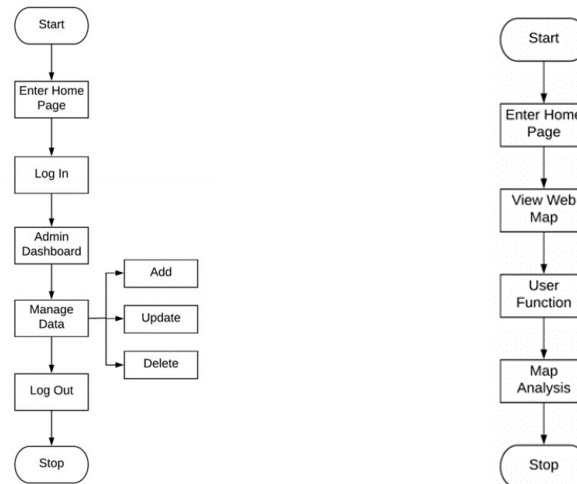 Start
Enter Home
Page
Log In
Admin
Dashboard
Manage
Data
Add
Update
Delete
Log Out
Stop
Start
Enter Home
Page
View Web
Map
User
Function
Map
Analysis
Stop